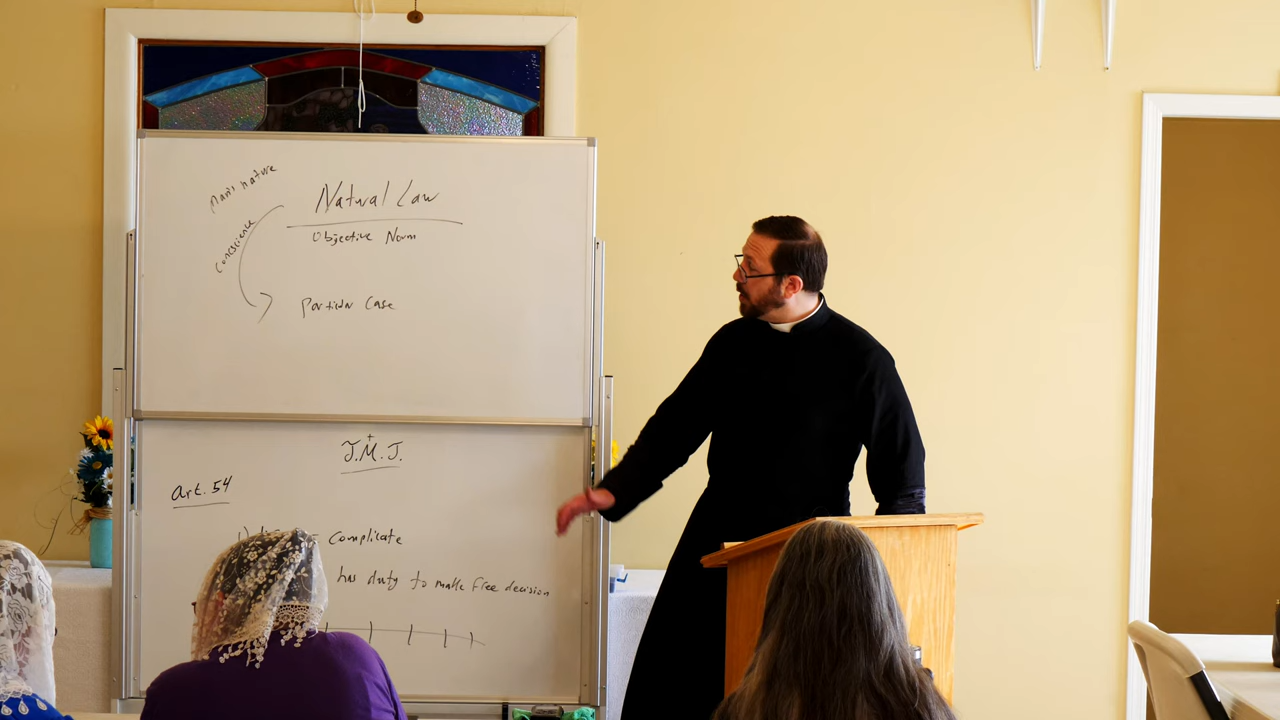 Man's nature
Natural Law
Objective Norm
Conscience
Particular Case
J.M.J.
Art. 54
complicate
has duty to make free decision